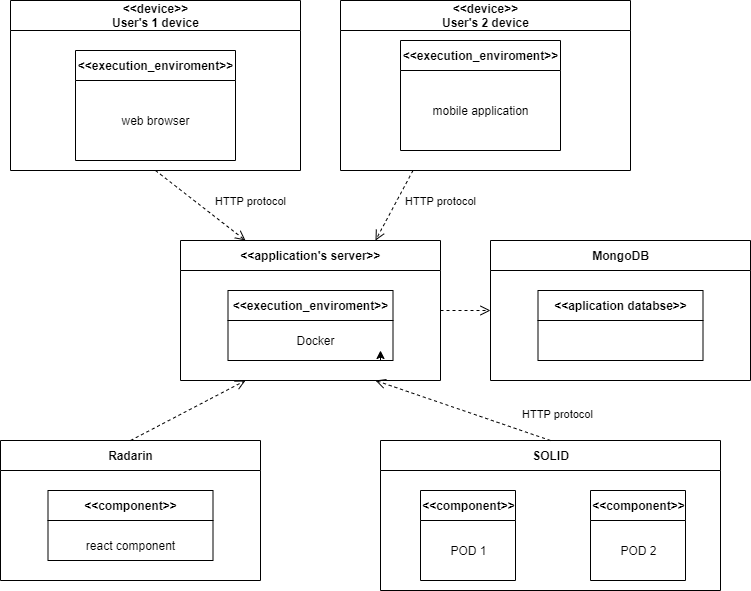 <<device>>
User's 1 device
<<execution_enviroment>>
web browser
<<device>>
User's 2 device
<<execution_enviroment>>
mobile application
HTTP protocol
HTTP protocol
<<application's server>>
<<execution_enviroment>>
Docker
MongoDB
<<aplication databse>>
HTTP protocol
Radarin
<<component>>
react component
SOLID
<<component>>
POD 1
<<component>>
POD 2